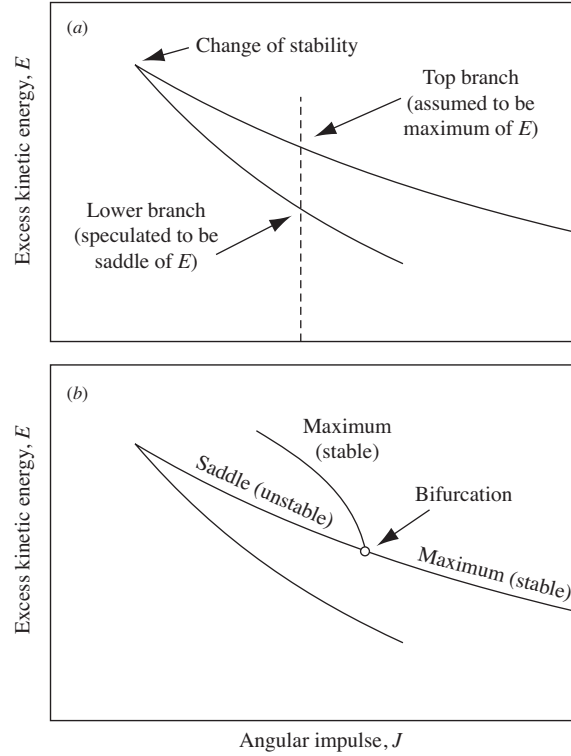 (a)
Change of stability
Top branch
(assumed to be
maximum of E)
Lower branch
(speculated to be
saddle of E)
Excess kinetic energy, E
(b)
Maximum
(stable)
Saddle (unstable)
Bifurcation
Maximum (stable)
Excess kinetic energy, E
Angular impulse, J